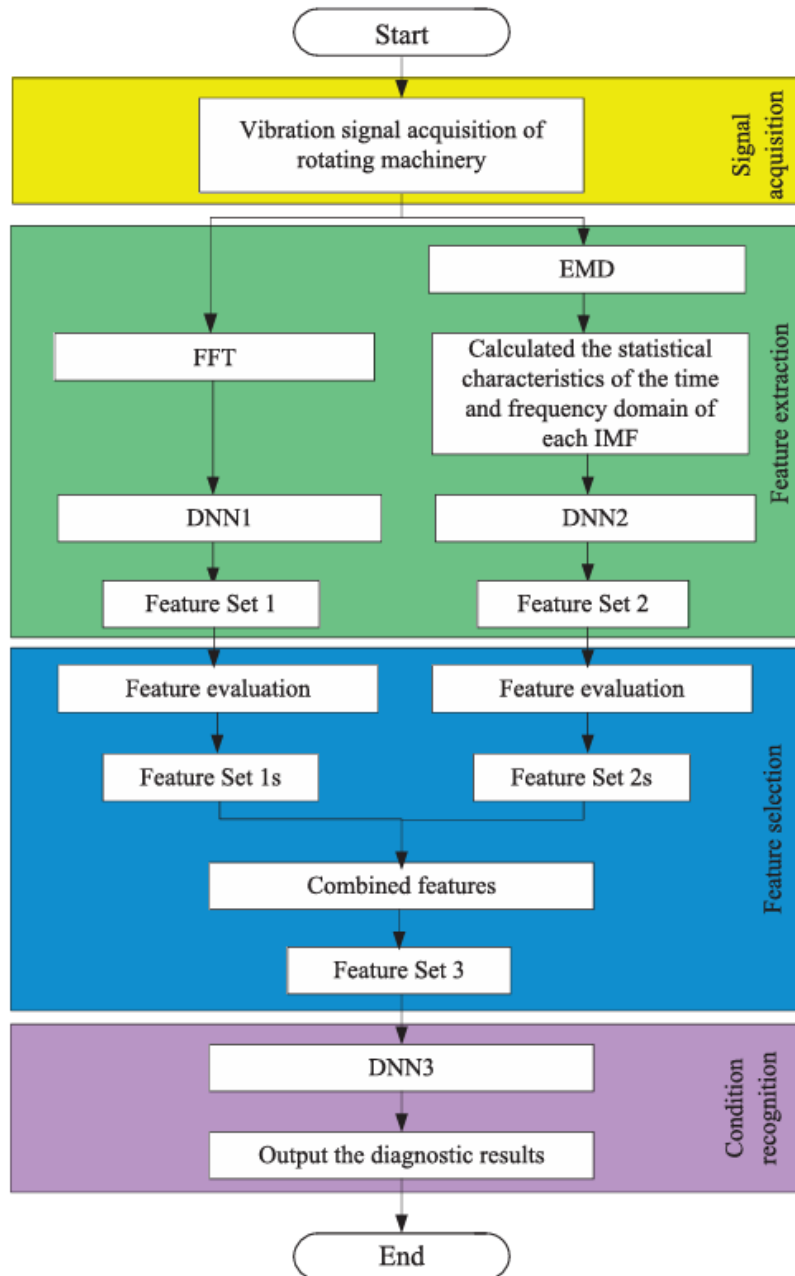 Start
Vibration signal acquisition of
rotating machinery
Signal
acquisition
EMD
FFT
Calculated the statistical
characteristics of the time
and frequency domain of
each IMF
DNN1
DNN2
Feature Set 1
Feature Set 2
Feature extraction
Feature evaluation
Feature evaluation
Feature Set 1s
Feature Set 2s
Combined features
Feature Set 3
Feature selection
DNN3
Output the diagnostic results
Condition
recognition
End